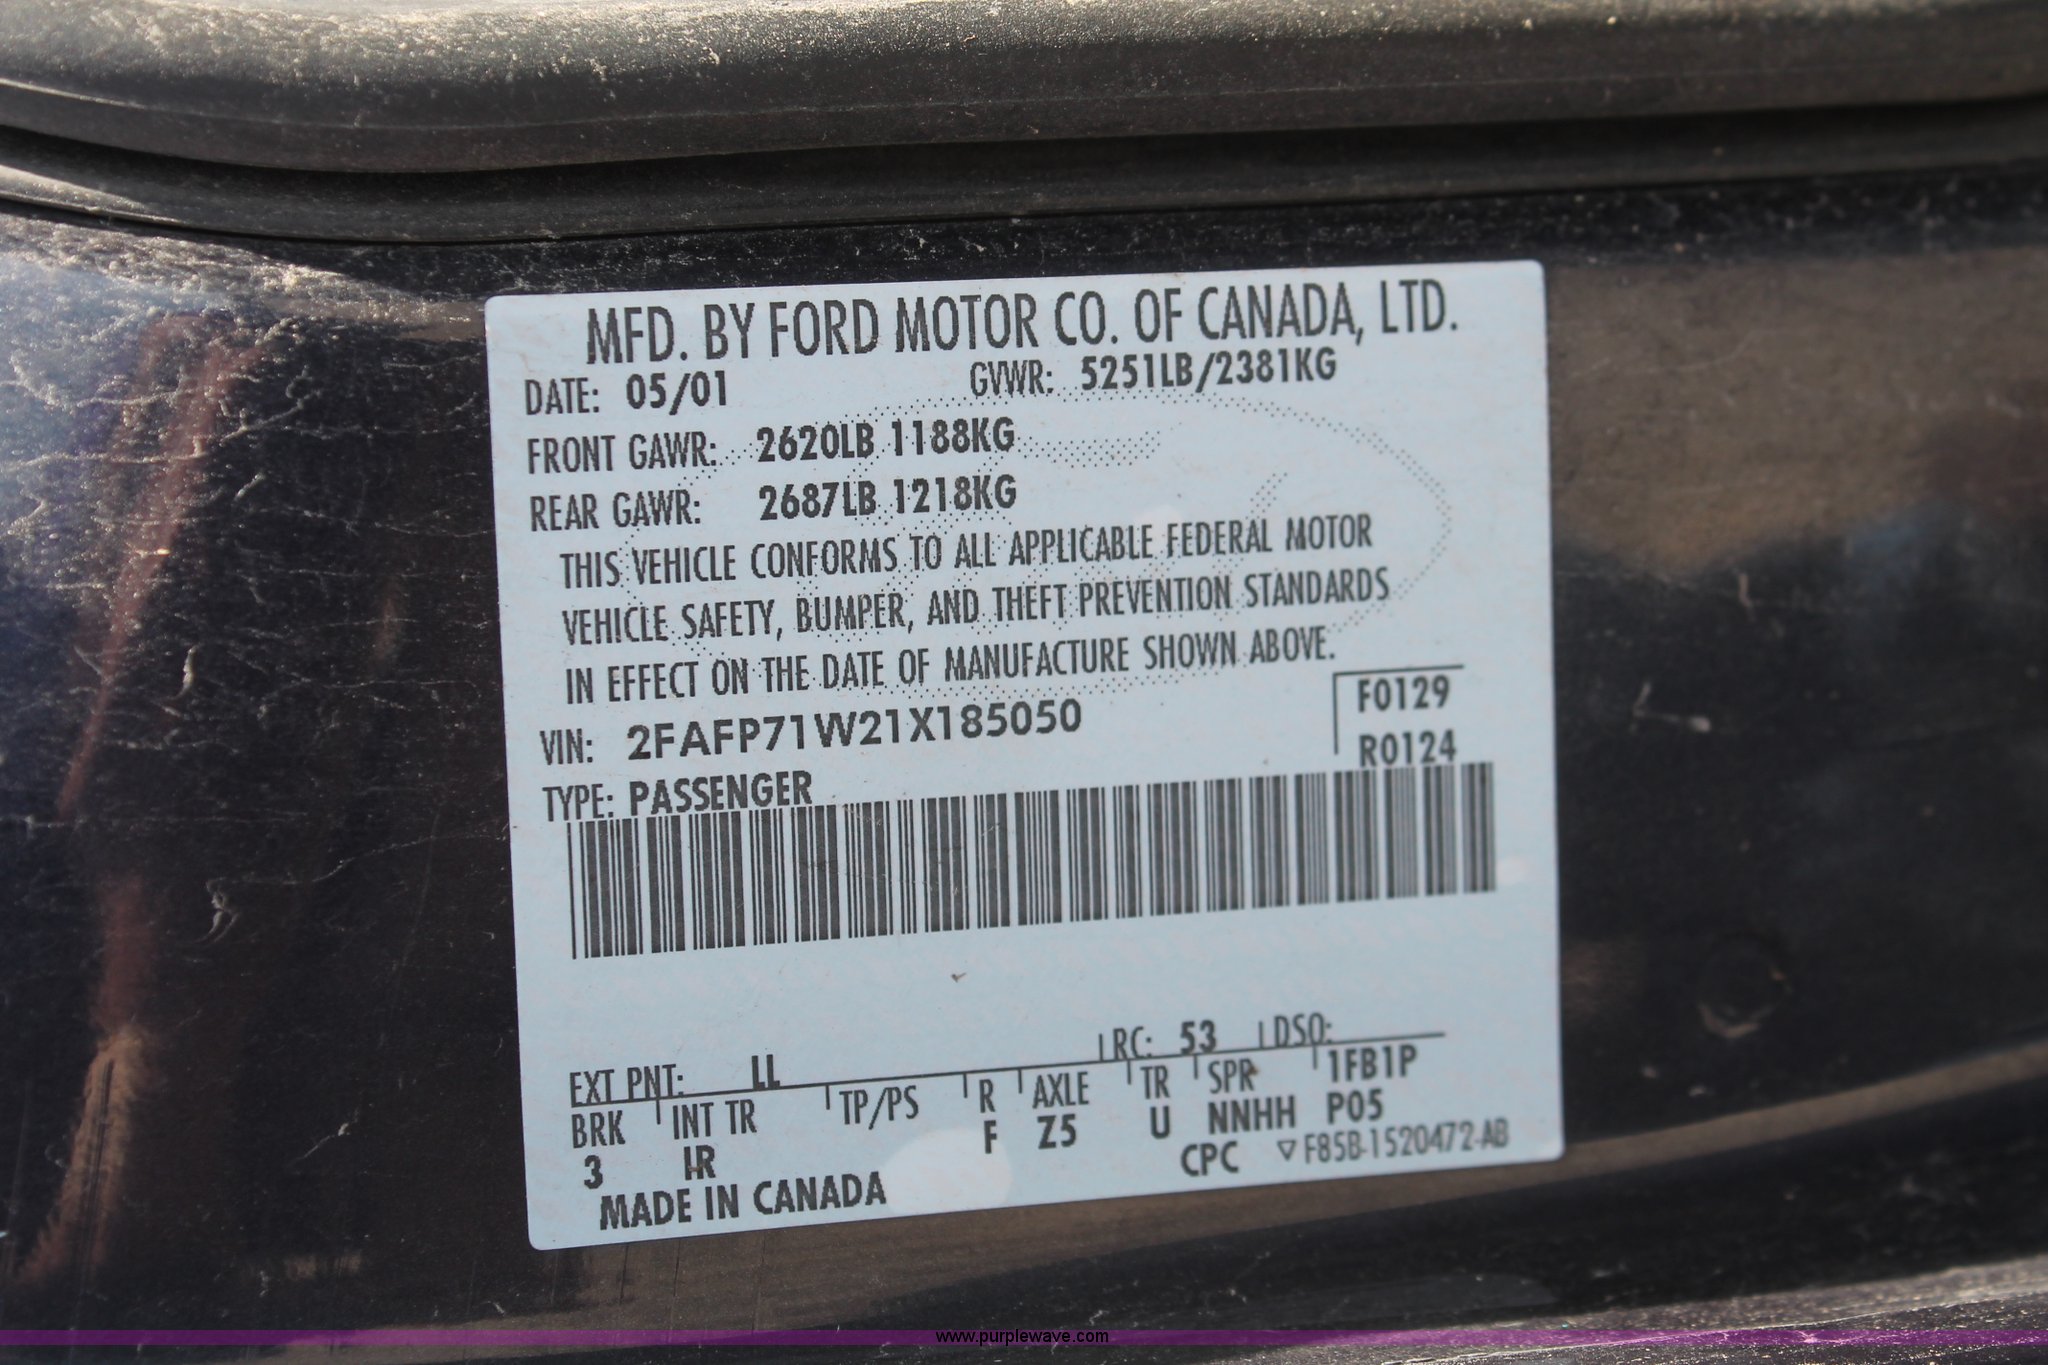 MFD. BY FORD MOTOR CO. OF CANADA, LTD.
DATE: 05/01 GVWR: 5251LB/2381KG
FRONT GAWR: 2620LB 1188KG
REAR GAWR: 2687LB 1218KG
THIS VEHICLE CONFORMS TO ALL APPLICABLE FEDERAL MOTOR
VEHICLE SAFETY, BUMPER, AND THEFT PREVENTION STANDARDS
IN EFFECT ON THE DATE OF MANUFACTURE SHOWN ABOVE.
VIN: 2FAFP71W21X185050
F0129
R0124
TYPE: PASSENGER
EXT PNT: LL RC: 53 DSO:
BRK INT TR TP/PS R AXLE TR SPR 1FB1P
3 IR F Z5 U NNHH P05
MADE IN CANADA CPC ▽F85B-1520472-AB
www.purplewave.com